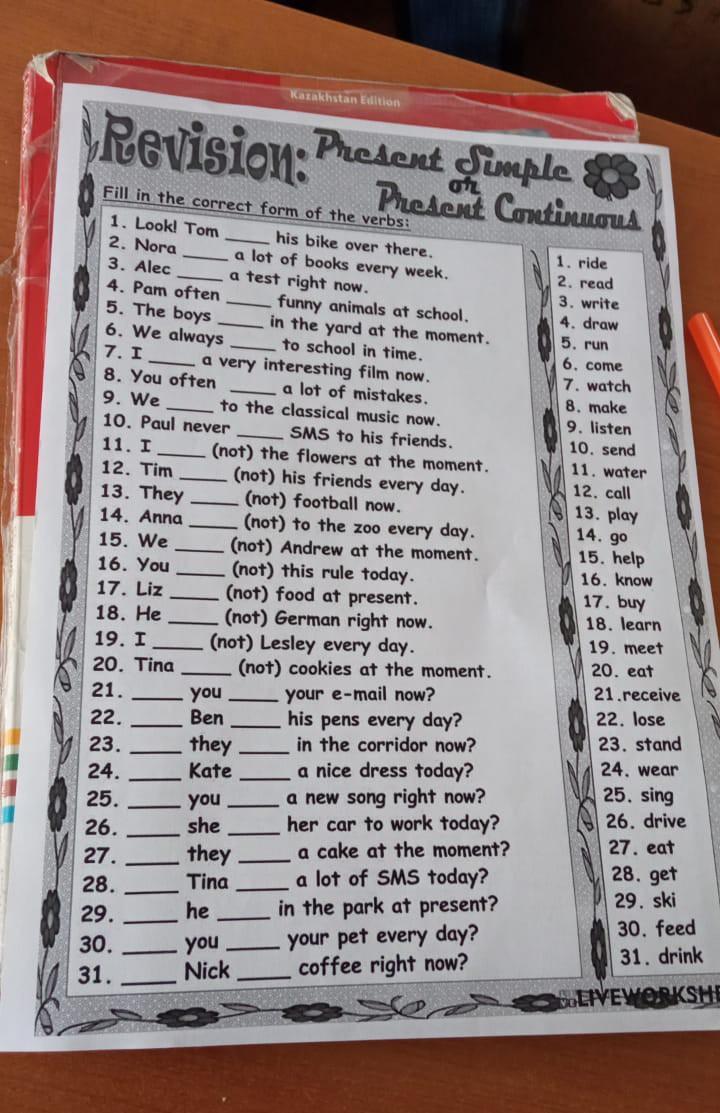 Kazakhstan Edition
Revision: Present Simple
or
Present Continuous
Fill in the correct form of the verbs:
1. Look! Tom _____ his bike over there.
2. Nora _____ a lot of books every week.
3. Alec _____ a test right now.
4. Pam often _____ funny animals at school.
5. The boys _____ in the yard at the moment.
6. We always _____ to school in time.
7. I _____ a very interesting film now.
8. You often _____ a lot of mistakes.
9. We _____ to the classical music now.
10. Paul never _____ SMS to his friends.
11. I _____ (not) the flowers at the moment.
12. Tim _____ (not) his friends every day.
13. They _____ (not) football now.
14. Anna _____ (not) to the zoo every day.
15. We _____ (not) Andrew at the moment.
16. You _____ (not) this rule today.
17. Liz _____ (not) food at present.
18. He _____ (not) German right now.
19. I _____ (not) Lesley every day.
20. Tina _____ (not) cookies at the moment.
21. _____ you _____ your e-mail now?
22. _____ Ben _____ his pens every day?
23. _____ they _____ in the corridor now?
24. _____ Kate _____ a nice dress today?
25. _____ you _____ a new song right now?
26. _____ she _____ her car to work today?
27. _____ they _____ a cake at the moment?
28. _____ Tina _____ a lot of SMS today?
29. _____ he _____ in the park at present?
30. _____ you _____ your pet every day?
31. _____ Nick _____ coffee right now?
1. ride
2. read
3. write
4. draw
5. run
6. come
7. watch
8. make
9. listen
10. send
11. water
12. call
13. play
14. go
15. help
16. know
17. buy
18. learn
19. meet
20. eat
21.receive
22. lose
23. stand
24. wear
25. sing
26. drive
27. eat
28. get
29. ski
30. feed
31. drink
LIVEWORKSHE